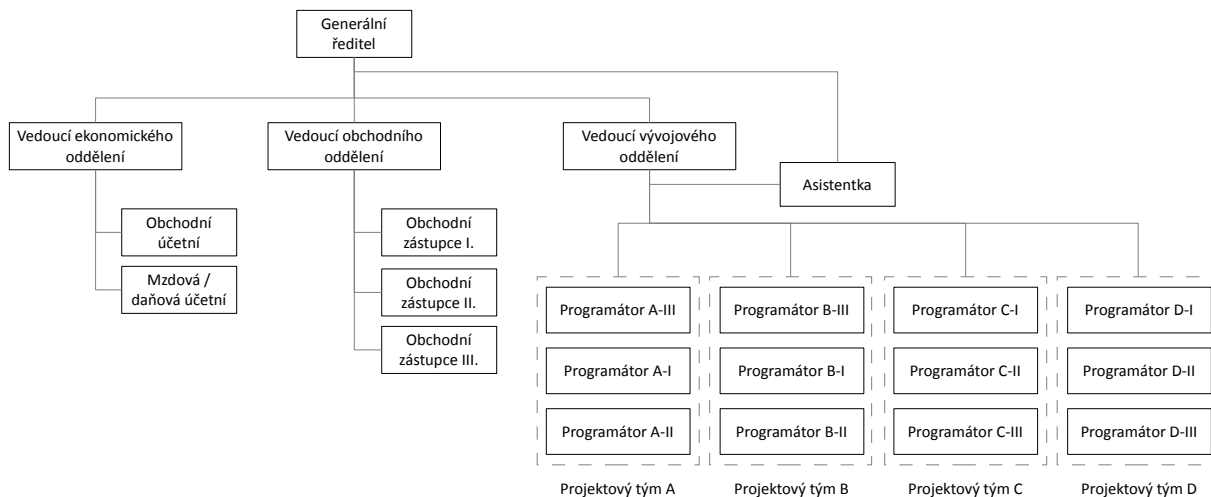 Generální
ředitel
Vedoucí ekonomického
oddělení
Vedoucí obchodního
oddělení
Vedoucí vývojového
oddělení
Asistentka
Obchodní
účetní
Mzdová /
daňová účetní
Obchodní
zástupce I.
Obchodní
zástupce II.
Obchodní
zástupce III.
Programátor A-III
Programátor A-I
Programátor A-II
Projektový tým A
Programátor B-III
Programátor B-I
Programátor B-II
Projektový tým B
Programátor C-I
Programátor C-II
Programátor C-III
Projektový tým C
Programátor D-I
Programátor D-II
Programátor D-III
Projektový tým D